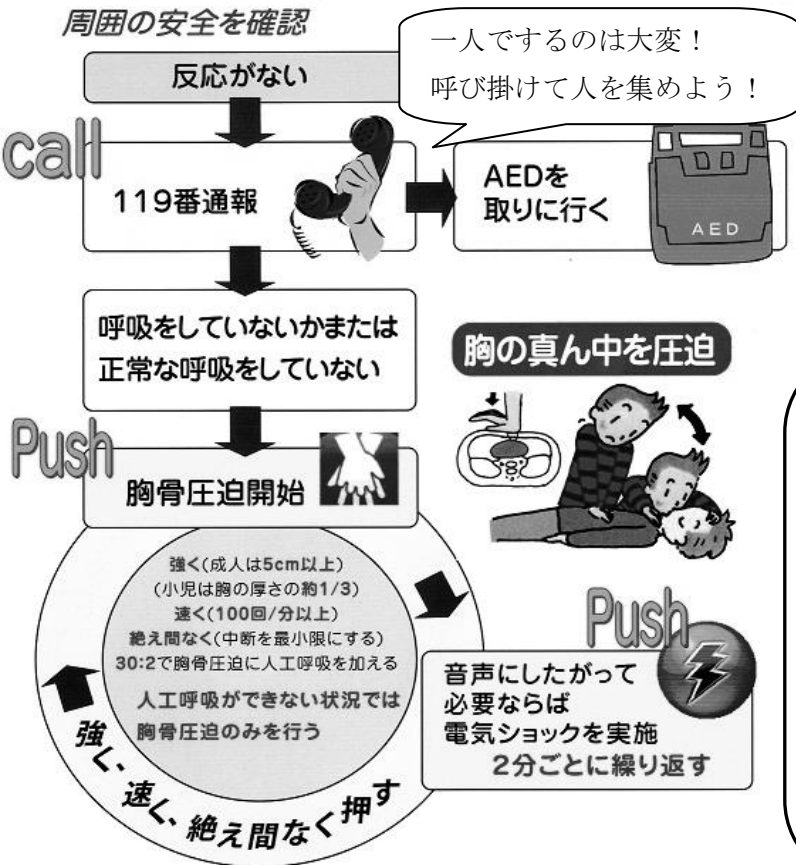 周囲の安全を確認
一人でするのは大変！
呼び掛けて人を集めよう！
反応がない
call
119番通報
AEDを
取りに行く
AED
呼吸をしていないかまたは
正常な呼吸をしていない
胸の真ん中を圧迫
Push
胸骨圧迫開始
強く(成人は5cm以上)
(小児は胸の厚さの約1/3)
速く(100回/分以上)
絶え間なく(中断を最小限にする)
30:2で胸骨圧迫に人工呼吸を加える
人工呼吸ができない状況では
胸骨圧迫のみを行う
強く、速く、絶え間なく押す
Push
音声にしたがって
必要ならば
電気ショックを実施
2分ごとに繰り返す